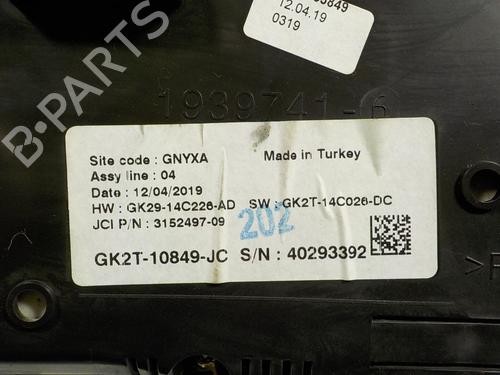 849
12.04.19
0319
1939741-6
B-PARTS
Site code : GNYXA Made in Turkey
Assy line : 04
Date : 12/04/2019
HW : GK29-14C226-AD SW : GK2T-14C026-DC
JCI P/N : 3152497-09
202
GK2T-10849-JC S/N : 40293392